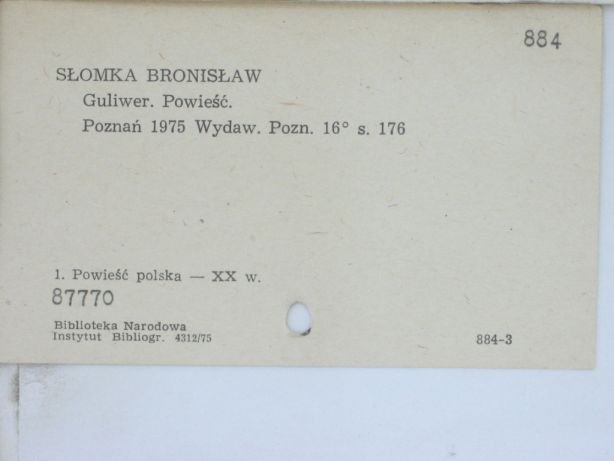 884
SŁOMKA BRONISŁAW
Guliwer. Powieść.
Poznań 1975 Wydaw. Pozn. 16° s. 176
1. Powieść polska — XX w.
87770
Biblioteka Narodowa
Instytut Bibliogr. 4312/75
884-3